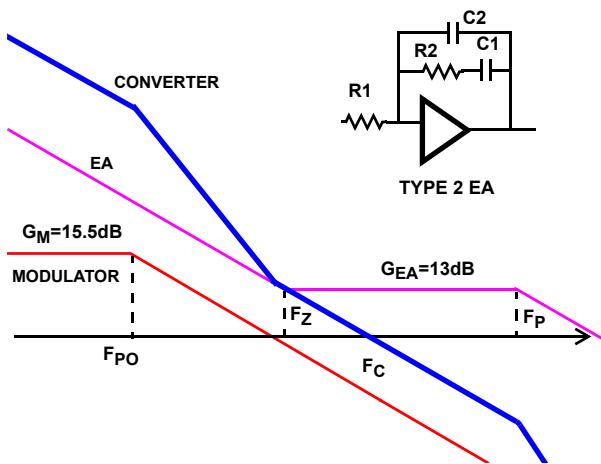 C2
C1
R2
R1
CONVERTER
EA
TYPE 2 EA
GM=15.5dB
GEA=13dB
MODULATOR
FZ
FP
FPO
FC